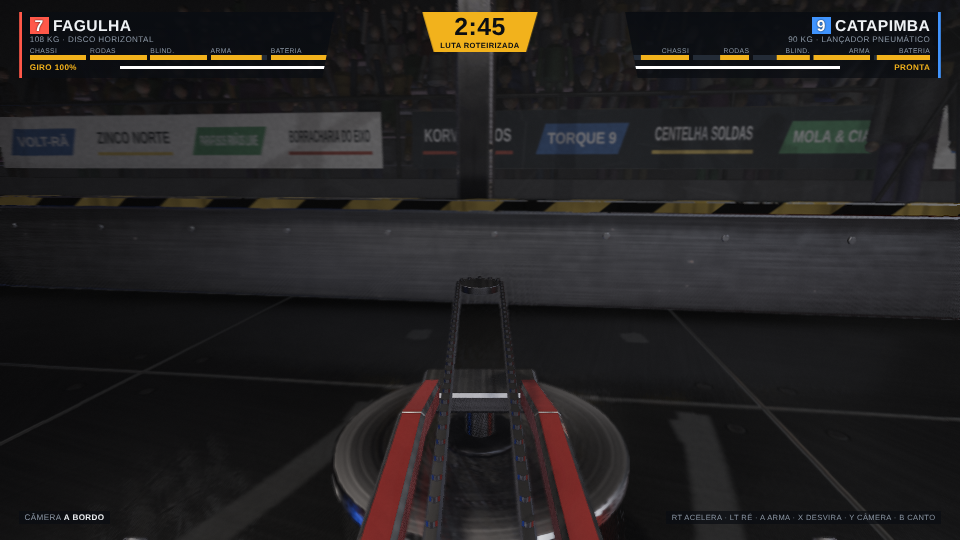 7 FAGULHA
108 KG · DISCO HORIZONTAL
CHASSI RODAS BLIND. ARMA BATERIA
GIRO 100%
2:45
LUTA ROTEIRIZADA
9 CATAPIMBA
90 KG · LANÇADOR PNEUMÁTICO
CHASSI RODAS BLIND. ARMA BATERIA
PRONTA
VOLT-RÃ
ZINCO NORTE
BORRACHARIA DO EIXO
TORQUE 9
CENTELHA SOLDAS
MOLA & CIA
CÂMERA A BORDO
RT ACELERA · LT RÉ · A ARMA · X DESVIRA · Y CÂMERA · B CANTO